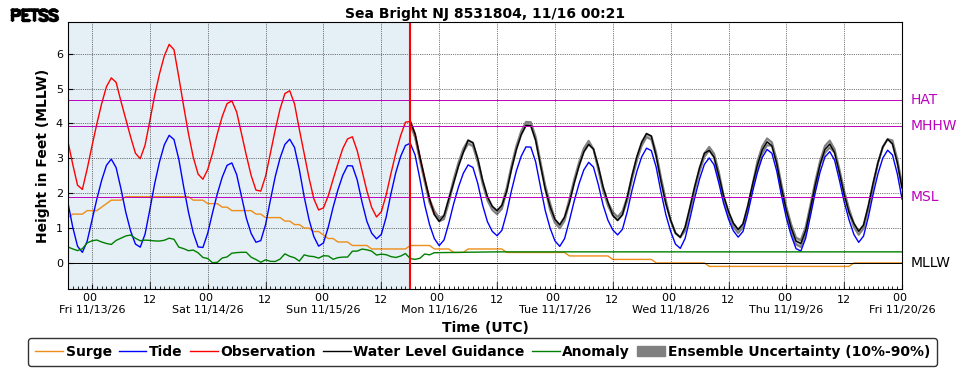 PETSS
Sea Bright NJ 8531804, 11/16 00:21
Height in Feet (MLLW)
6
5
4
3
2
1
0
HAT
MHHW
MSL
MLLW
00 12 00 12 00 12 00 12 00 12 00 12 00 12 00
Fri 11/13/26 Sat 11/14/26 Sun 11/15/26 Mon 11/16/26 Tue 11/17/26 Wed 11/18/26 Thu 11/19/26 Fri 11/20/26
Time (UTC)
Surge Tide Observation Water Level Guidance Anomaly Ensemble Uncertainty (10%-90%)